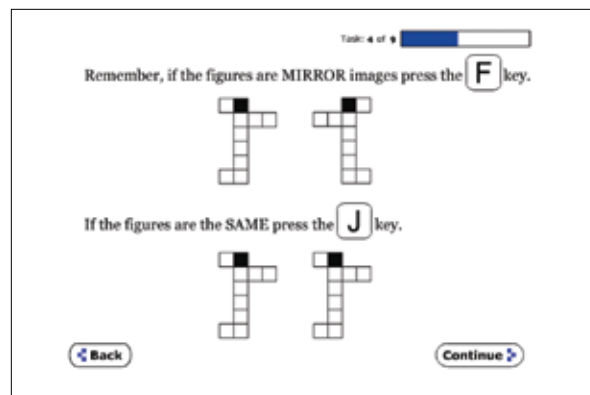 Task: 4 of 9
Remember, if the figures are MIRROR images press the F key.
If the figures are the SAME press the J key.
Back
Continue